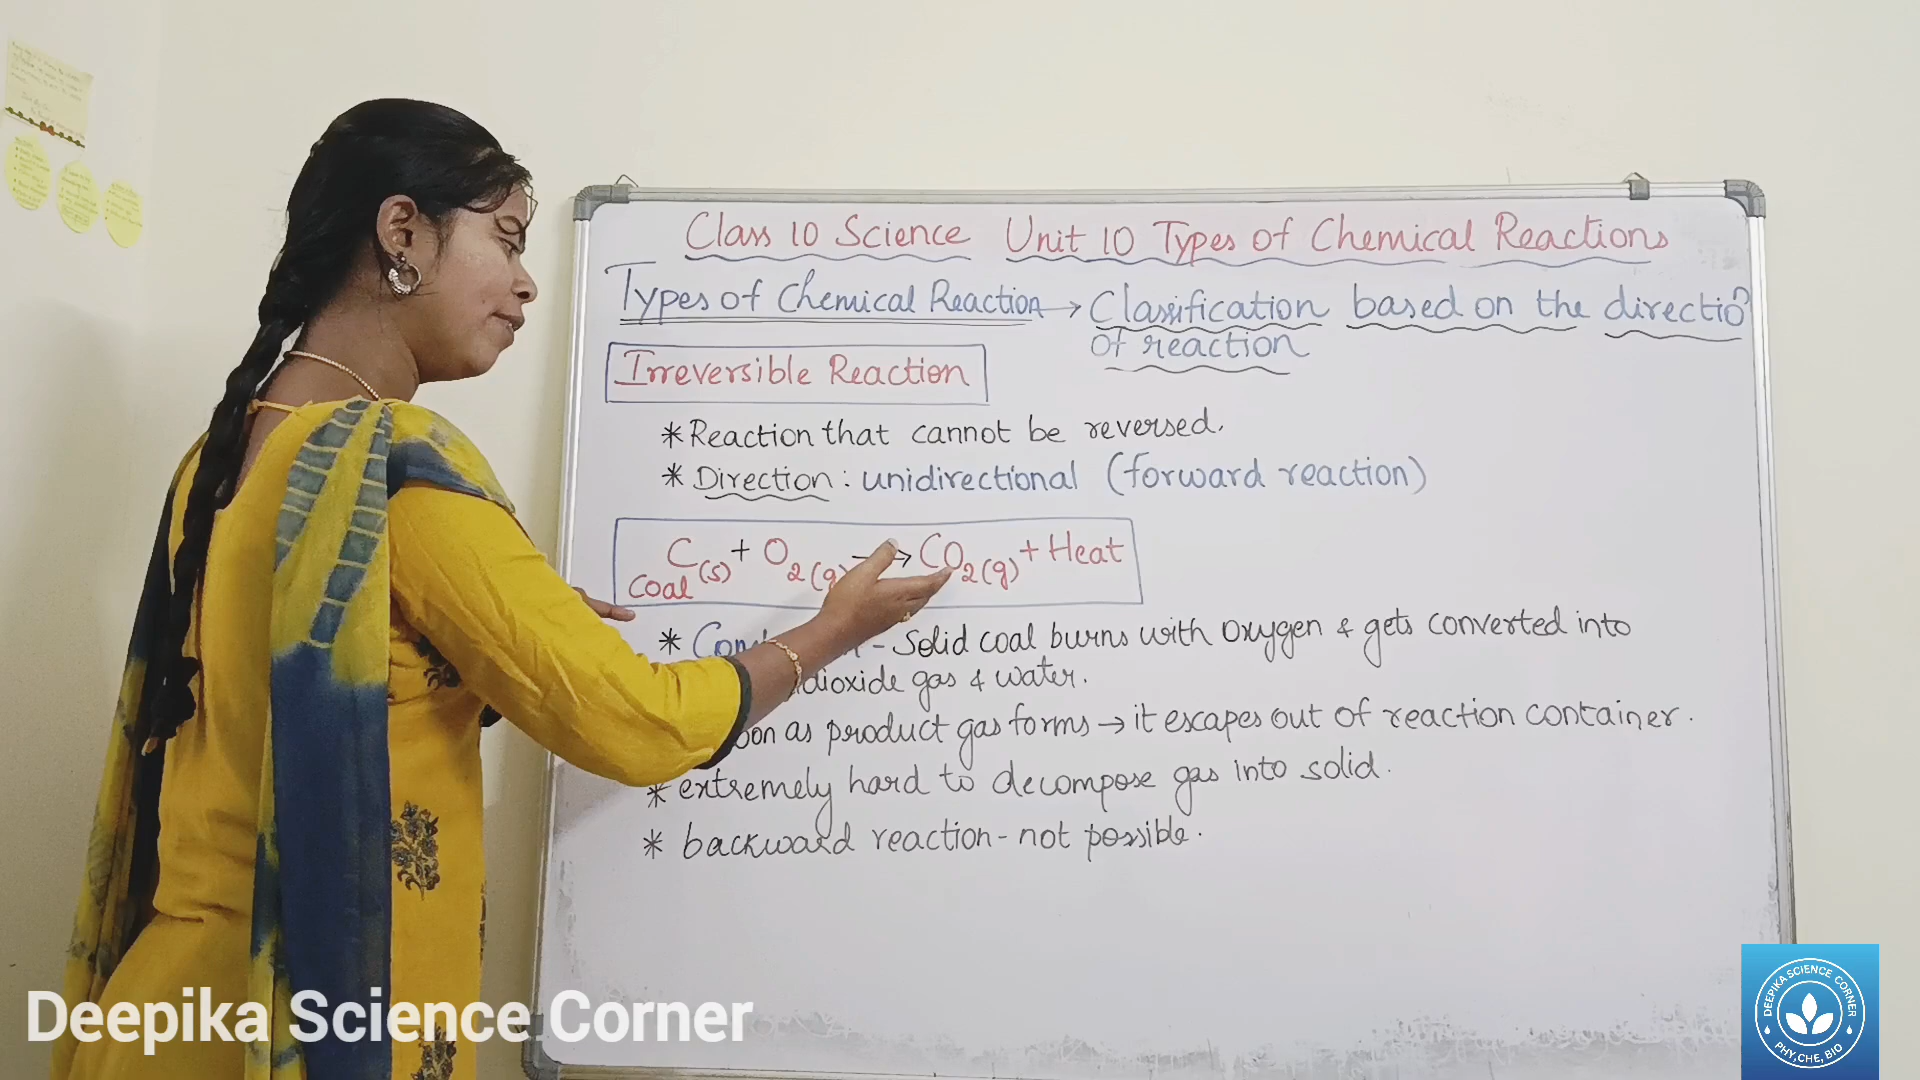 Class 10 Science Unit 10 Types of Chemical Reactions
Types of Chemical Reaction → Classification based on the direction
of reaction
Irreversible Reaction
* Reaction that cannot be reversed.
* Direction : unidirectional (forward reaction)
C(s) + O2(g) → CO2(g) + Heat
Coal
* - Solid coal burns with oxygen & gets converted into
dioxide gas & water.
as product gas forms → it escapes out of reaction container.
* extremely hard to decompose gas into solid.
* backward reaction - not possible.
Deepika Science Corner
DEEPIKA SCIENCE CORNER
PHY, CHE, BIO